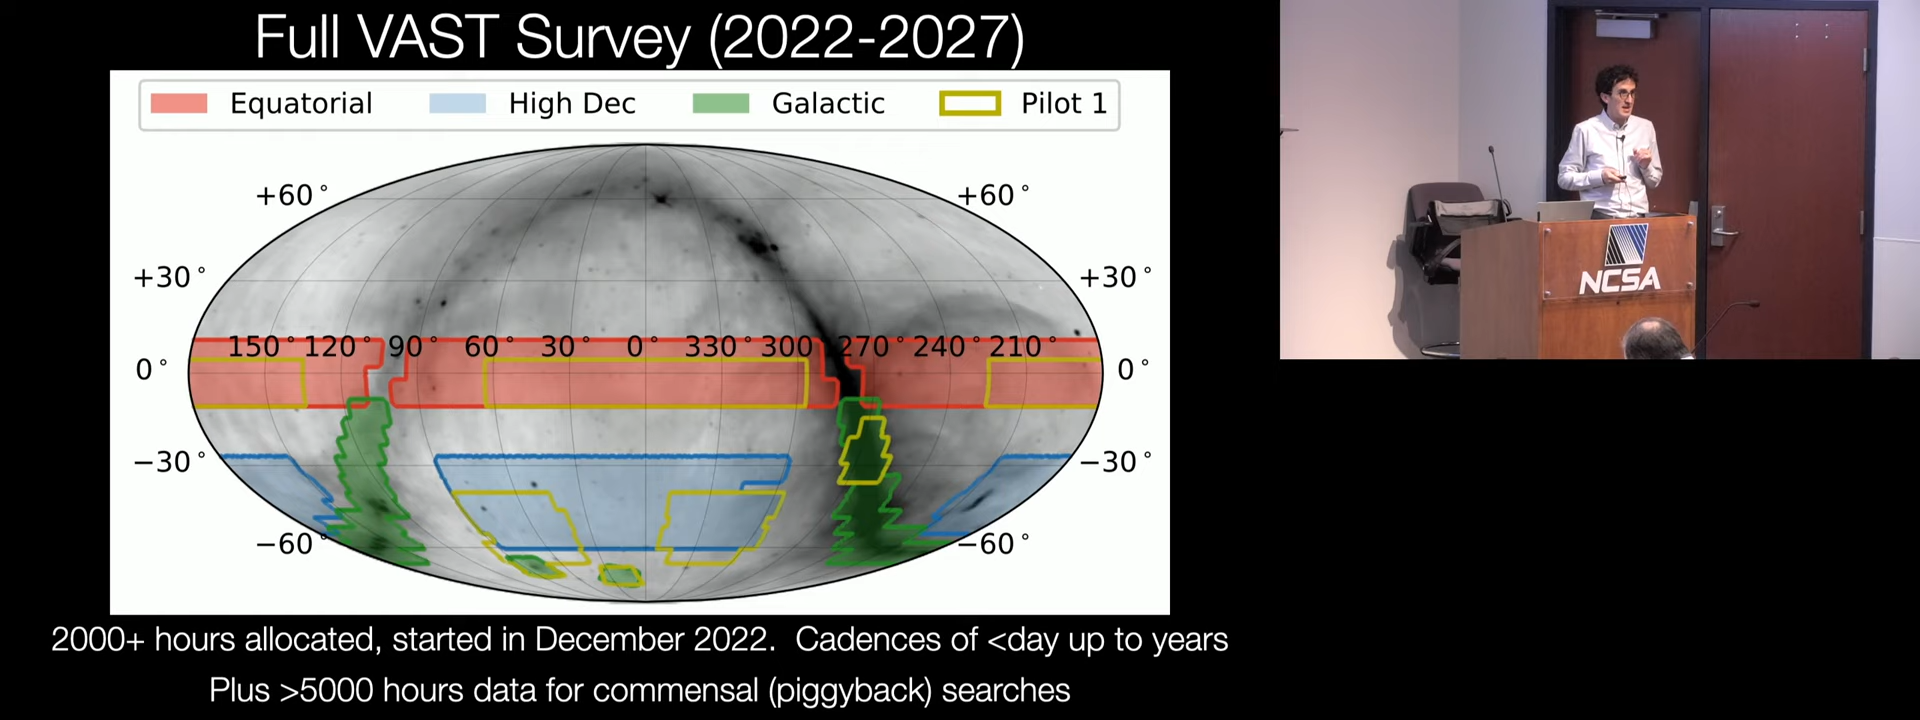 Full VAST Survey (2022-2027)
Equatorial High Dec Galactic Pilot 1
+60° +60°
+30° +30°
150° 120° 90° 60° 30° 0° 330° 300° 270° 240° 210°
0° 0°
−30° −30°
−60° −60°
2000+ hours allocated, started in December 2022. Cadences of <day up to years
Plus >5000 hours data for commensal (piggyback) searches
NCSA